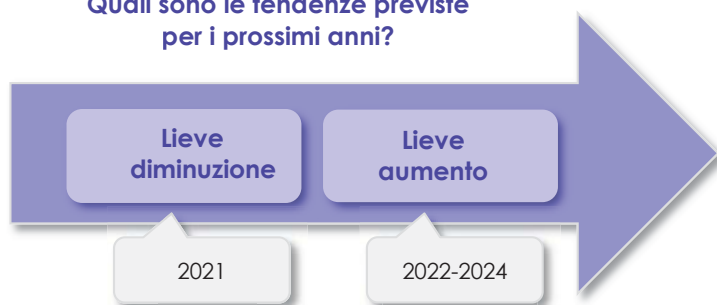 Quali sono le tendenze previste
per i prossimi anni?
Lieve
diminuzione
Lieve
aumento
2021
2022-2024